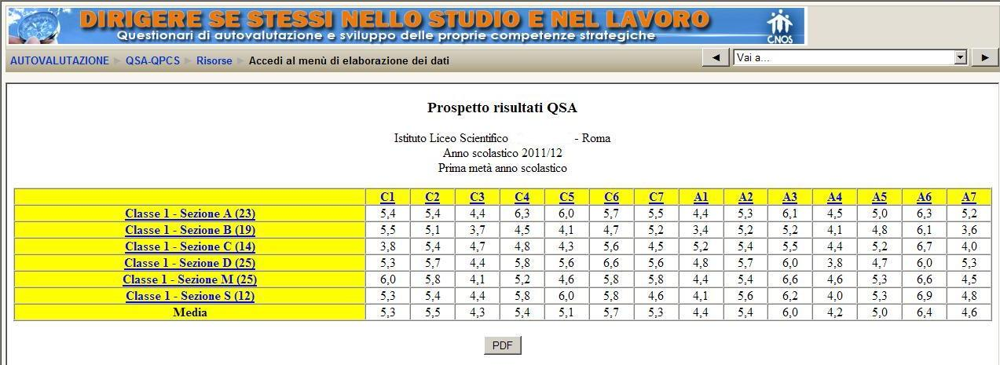 DIRIGERE SE STESSI NELLO STUDIO E NEL LAVORO
Questionari di autovalutazione e sviluppo delle proprie competenze strategiche
CNOS
AUTOVALUTAZIONE ► QSA-QPCS ► Risorse ► Accedi al menù di elaborazione dei dati
◄ Vai a... ►
Prospetto risultati QSA
Istituto Liceo Scientifico - Roma
Anno scolastico 2011/12
Prima metà anno scolastico
C1 C2 C3 C4 C5 C6 C7 A1 A2 A3 A4 A5 A6 A7
Classe 1 - Sezione A (23) 5,4 5,4 4,4 6,3 6,0 5,7 5,5 4,4 5,3 6,1 4,5 5,0 6,3 5,2
Classe 1 - Sezione B (19) 5,5 5,1 3,7 4,5 4,1 4,7 5,2 3,4 5,2 5,2 4,1 4,8 6,1 3,6
Classe 1 - Sezione C (14) 3,8 5,4 4,7 4,8 4,3 5,6 4,5 5,2 5,4 5,5 4,4 5,2 6,7 4,0
Classe 1 - Sezione D (25) 5,3 5,7 4,4 5,8 5,6 6,6 5,6 4,8 5,7 6,0 3,8 4,7 6,0 5,3
Classe 1 - Sezione M (25) 6,0 5,8 4,1 5,2 4,6 5,8 5,8 4,4 5,4 6,6 4,6 5,3 6,6 4,5
Classe 1 - Sezione S (12) 5,3 5,4 4,4 5,8 6,0 5,8 4,6 4,1 5,6 6,2 4,0 5,3 6,9 4,8
Media 5,3 5,5 4,3 5,4 5,1 5,7 5,3 4,4 5,4 6,0 4,2 5,0 6,4 4,6
PDF